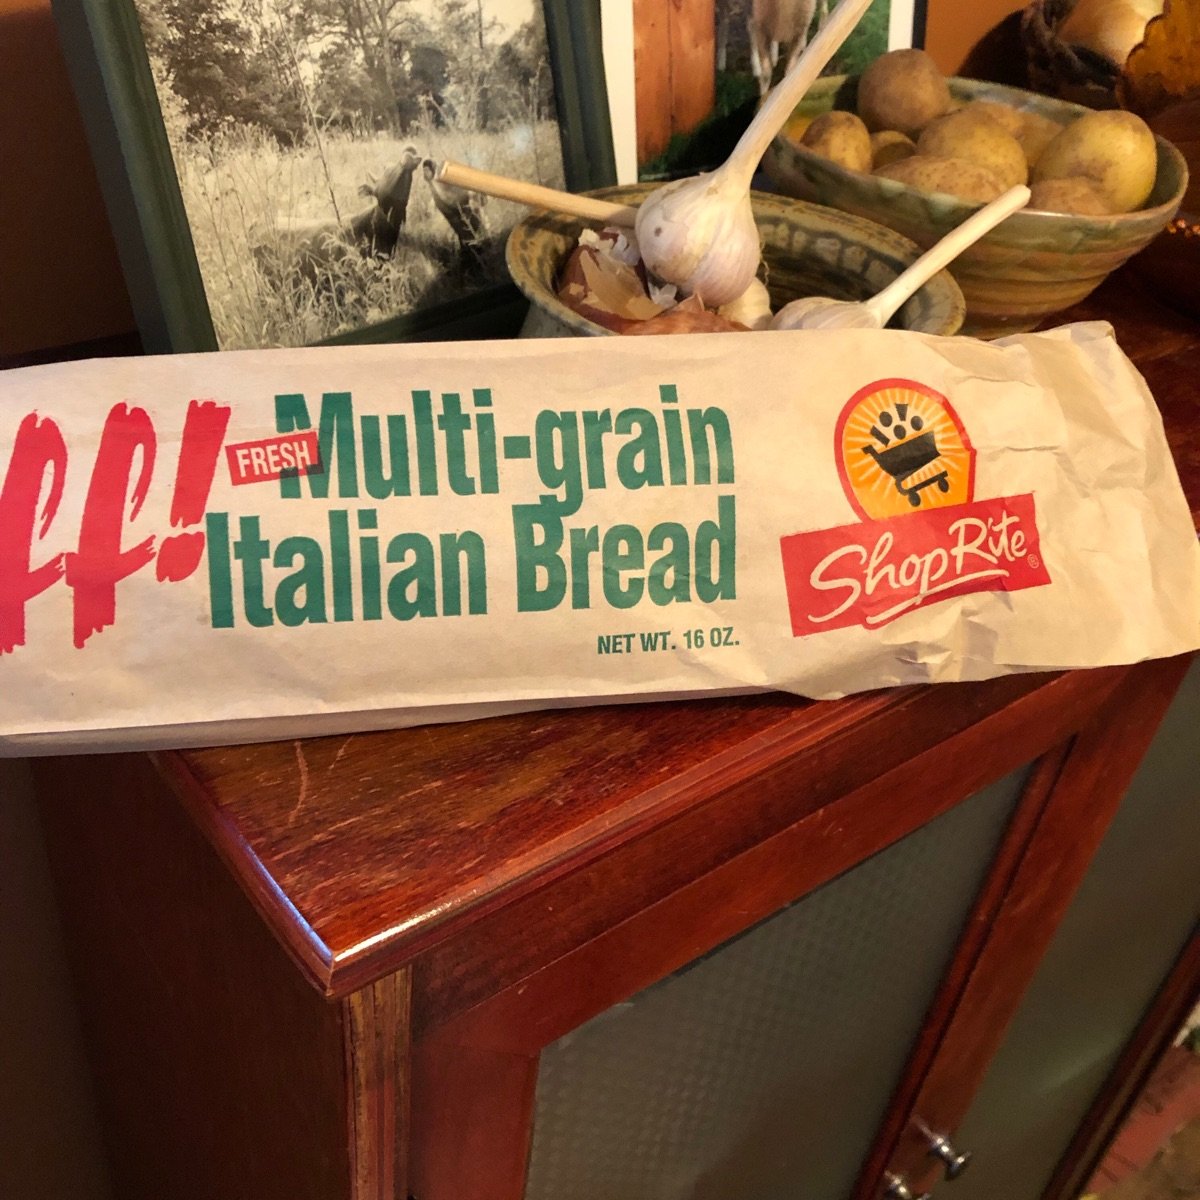 ff!
FRESH
Multi-grain
Italian Bread
NET WT. 16 OZ.
ShopRite®